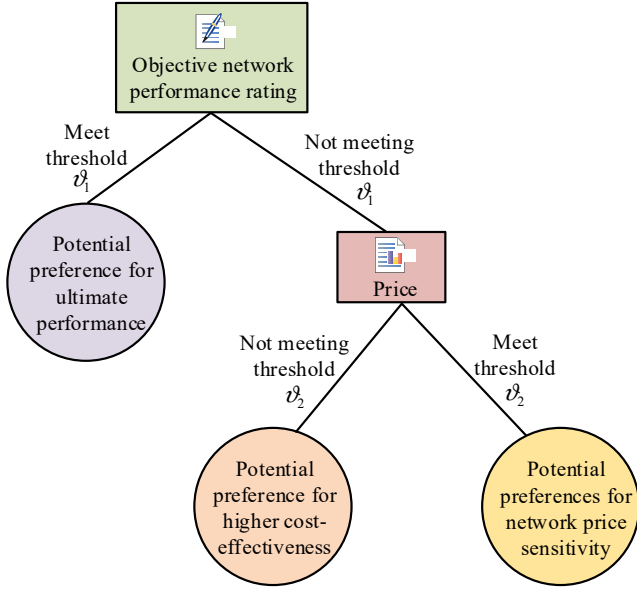 Objective network
performance rating
Meet
threshold
ϑ₁
Not meeting
threshold
ϑ₁
Potential
preference for
ultimate
performance
Price
Not meeting
threshold
ϑ₂
Meet
threshold
ϑ₂
Potential
preference for
higher cost-
effectiveness
Potential
preferences for
network price
sensitivity